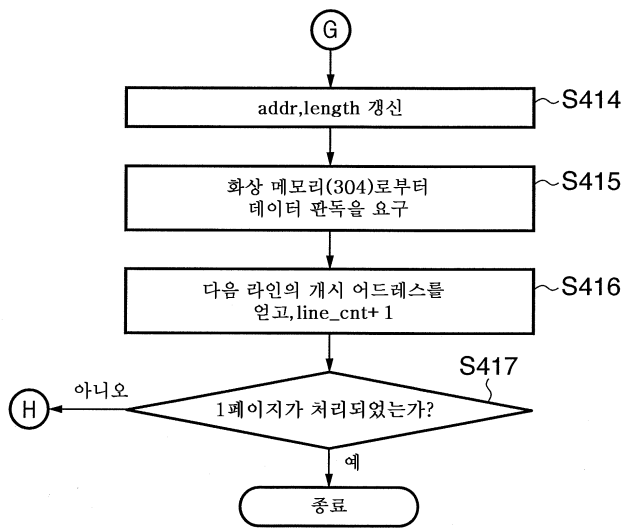 G
addr,length 갱신
S414
화상 메모리(304)로부터
데이터 판독을 요구
S415
다음 라인의 개시 어드레스를
얻고,line_cnt+1
S416
S417
아니오
H
1페이지가 처리되었는가?
예
종료